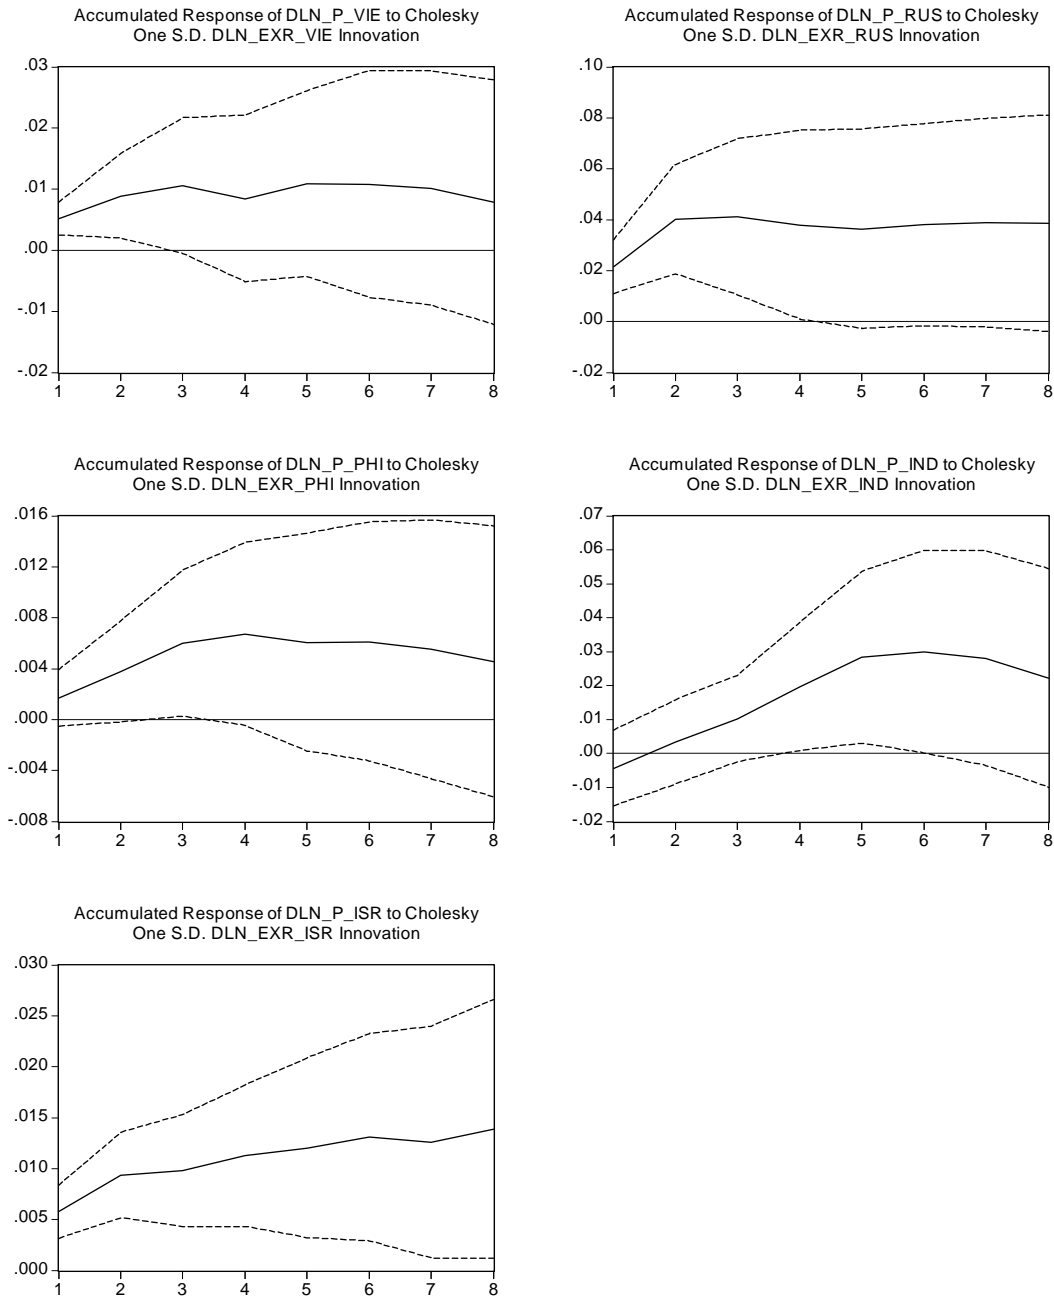 Accumulated Response of DLN_P_VIE to Cholesky
One S.D. DLN_EXR_VIE Innovation
.03
.02
.01
.00
-.01
-.02
1 2 3 4 5 6 7 8
Accumulated Response of DLN_P_RUS to Cholesky
One S.D. DLN_EXR_RUS Innovation
.10
.08
.06
.04
.02
.00
-.02
1 2 3 4 5 6 7 8
Accumulated Response of DLN_P_PHI to Cholesky
One S.D. DLN_EXR_PHI Innovation
.016
.012
.008
.004
.000
-.004
-.008
1 2 3 4 5 6 7 8
Accumulated Response of DLN_P_IND to Cholesky
One S.D. DLN_EXR_IND Innovation
.07
.06
.05
.04
.03
.02
.01
.00
-.01
-.02
1 2 3 4 5 6 7 8
Accumulated Response of DLN_P_ISR to Cholesky
One S.D. DLN_EXR_ISR Innovation
.030
.025
.020
.015
.010
.005
.000
1 2 3 4 5 6 7 8